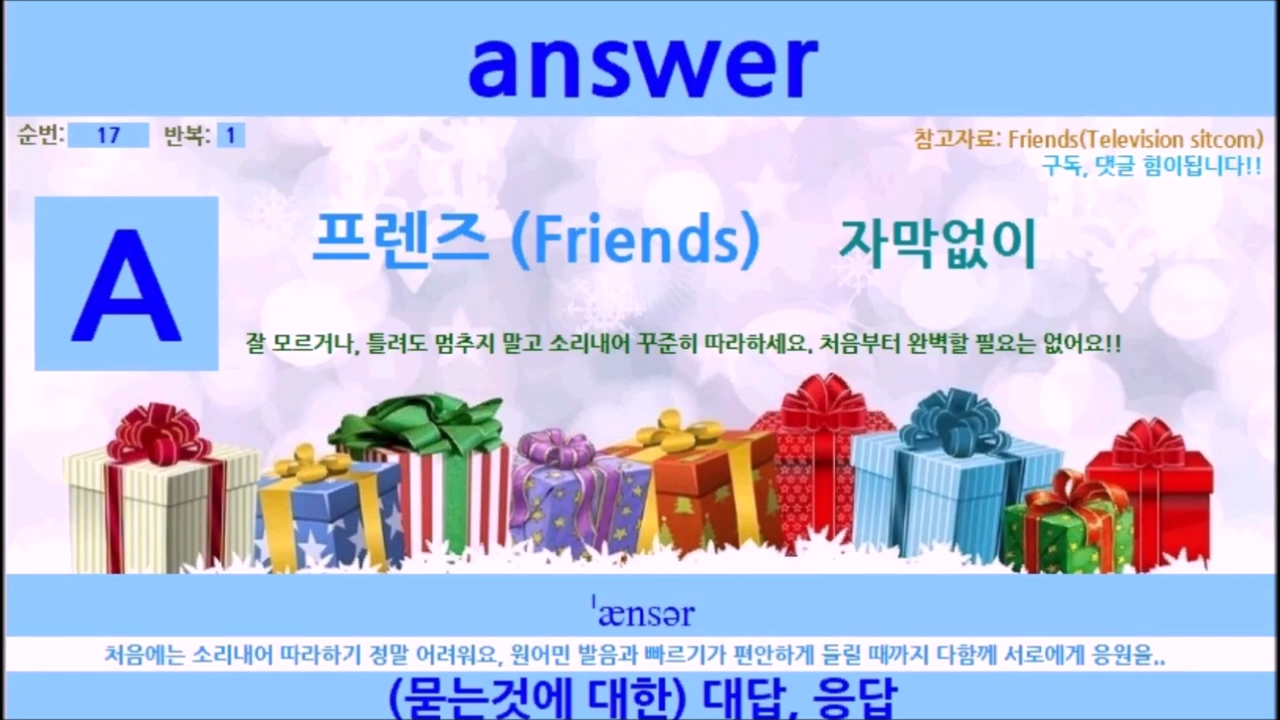 answer
순번: 17 반복: 1
참고자료: Friends(Television sitcom)
구독, 댓글 힘이됩니다!!
A
프렌즈 (Friends) 자막없이
잘 모르거나, 틀려도 멈추지 말고 소리내어 꾸준히 따라하세요. 처음부터 완벽할 필요는 없어요!!
ˈænsər
처음에는 소리내어 따라하기 정말 어려워요, 원어민 발음과 빠르기가 편안하게 들릴 때까지 다함께 서로에게 응원을..
(묻는것에 대한) 대답, 응답